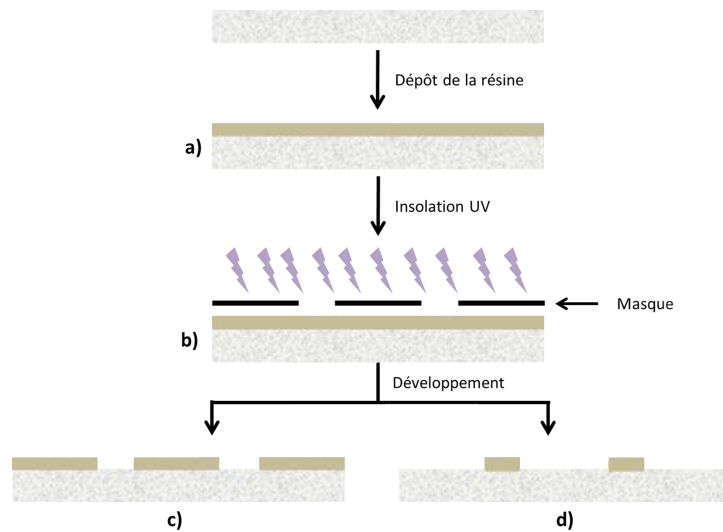 Dépôt de la résine
a)
Insolation UV
Masque
b)
Développement
c)
d)